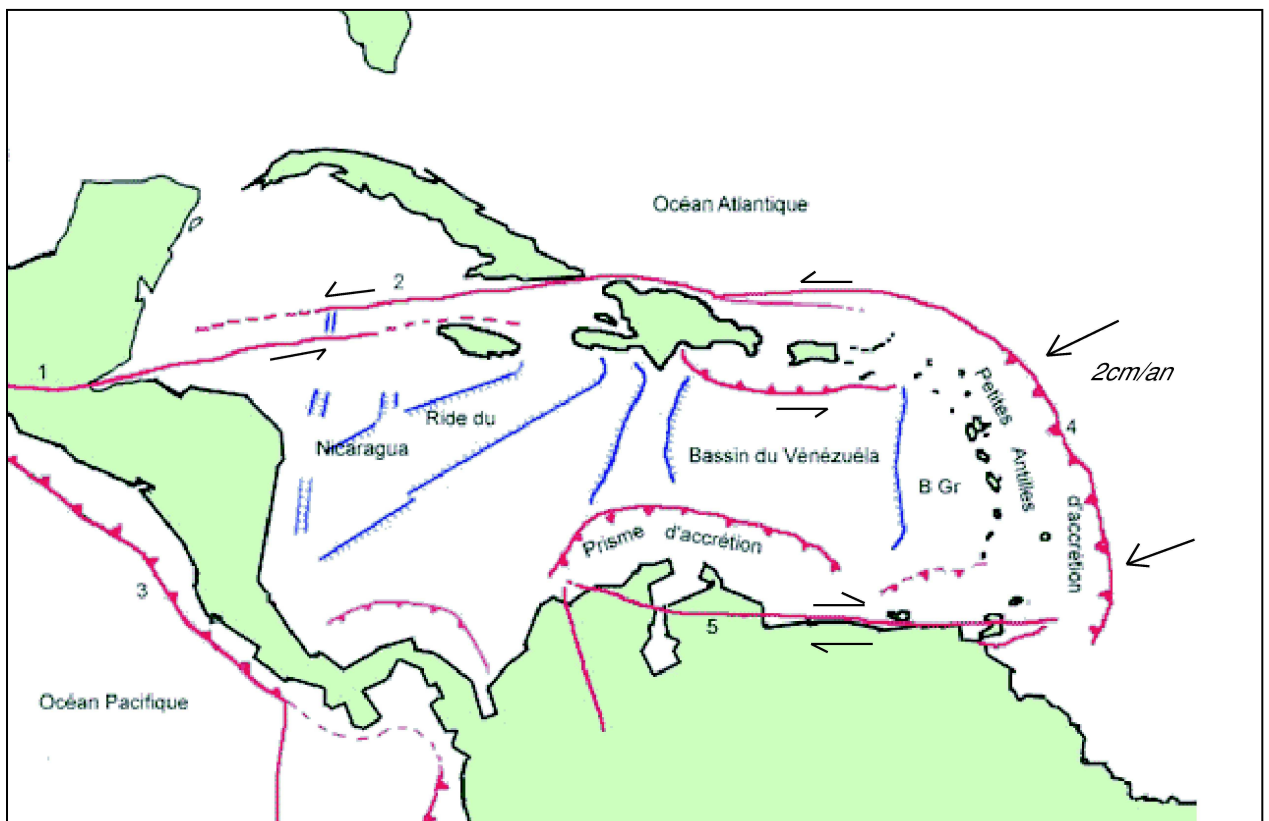 Océan Atlantique
2
1
2cm/an
Petites
Antilles
4
d'accrétion
Ride du
Nicaragua
Bassin du Vénézuéla
B Gr
Prisme d'accrétion
3
5
Océan Pacifique